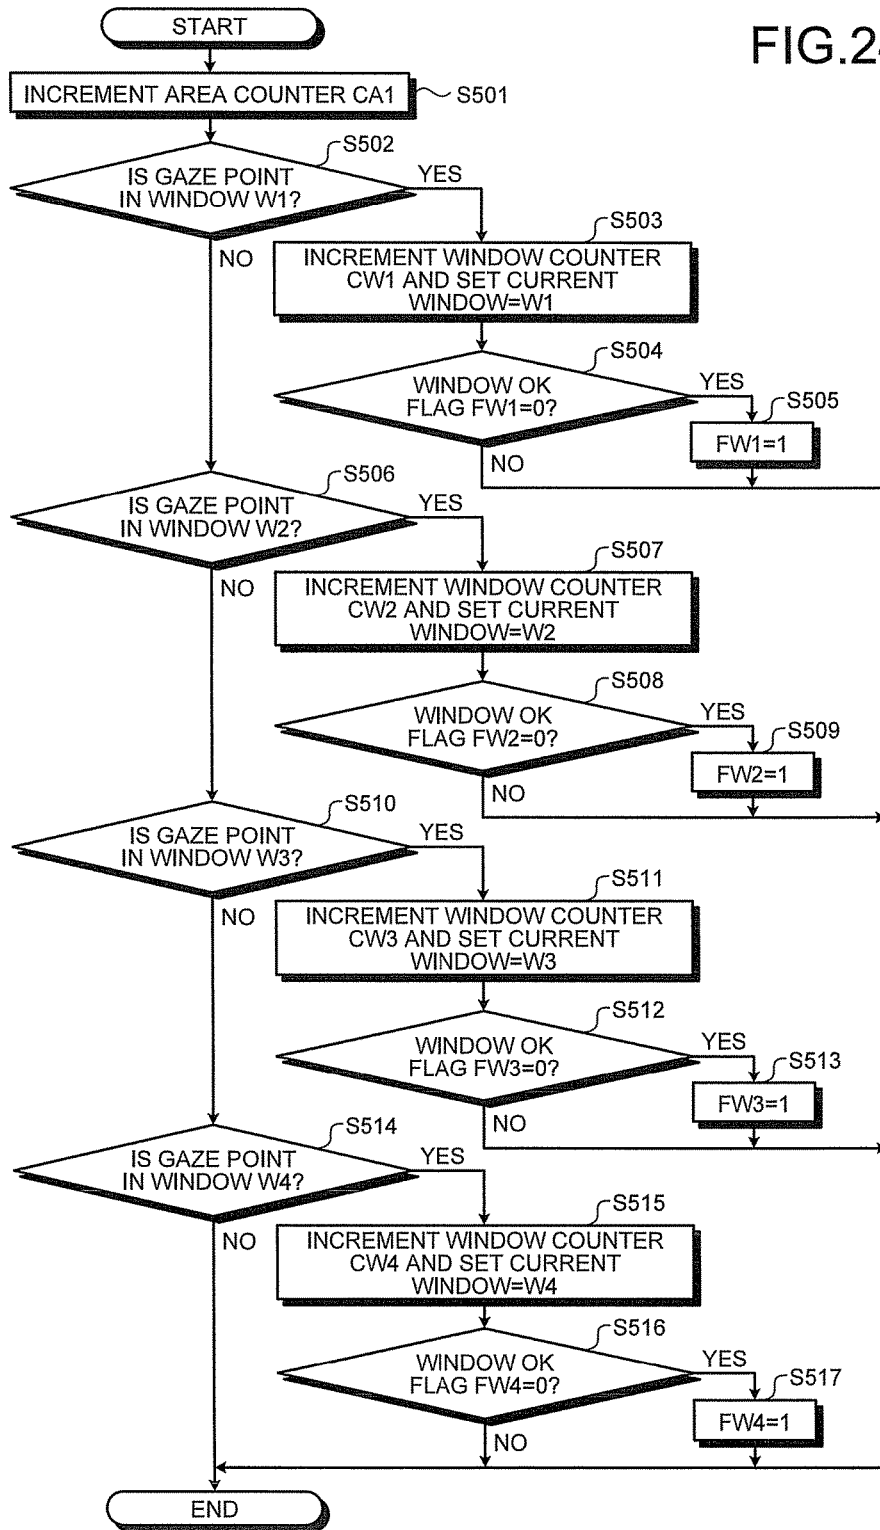 START
FIG.24
INCREMENT AREA COUNTER CA1
S501
S502
IS GAZE POINT
IN WINDOW W1?
YES
NO
S503
INCREMENT WINDOW COUNTER
CW1 AND SET CURRENT
WINDOW=W1
S504
WINDOW OK
FLAG FW1=0?
YES
S505
FW1=1
NO
S506
IS GAZE POINT
IN WINDOW W2?
YES
NO
S507
INCREMENT WINDOW COUNTER
CW2 AND SET CURRENT
WINDOW=W2
S508
WINDOW OK
FLAG FW2=0?
YES
S509
FW2=1
NO
S510
IS GAZE POINT
IN WINDOW W3?
YES
NO
S511
INCREMENT WINDOW COUNTER
CW3 AND SET CURRENT
WINDOW=W3
S512
WINDOW OK
FLAG FW3=0?
YES
S513
FW3=1
NO
S514
IS GAZE POINT
IN WINDOW W4?
YES
NO
S515
INCREMENT WINDOW COUNTER
CW4 AND SET CURRENT
WINDOW=W4
S516
WINDOW OK
FLAG FW4=0?
YES
S517
FW4=1
NO
END